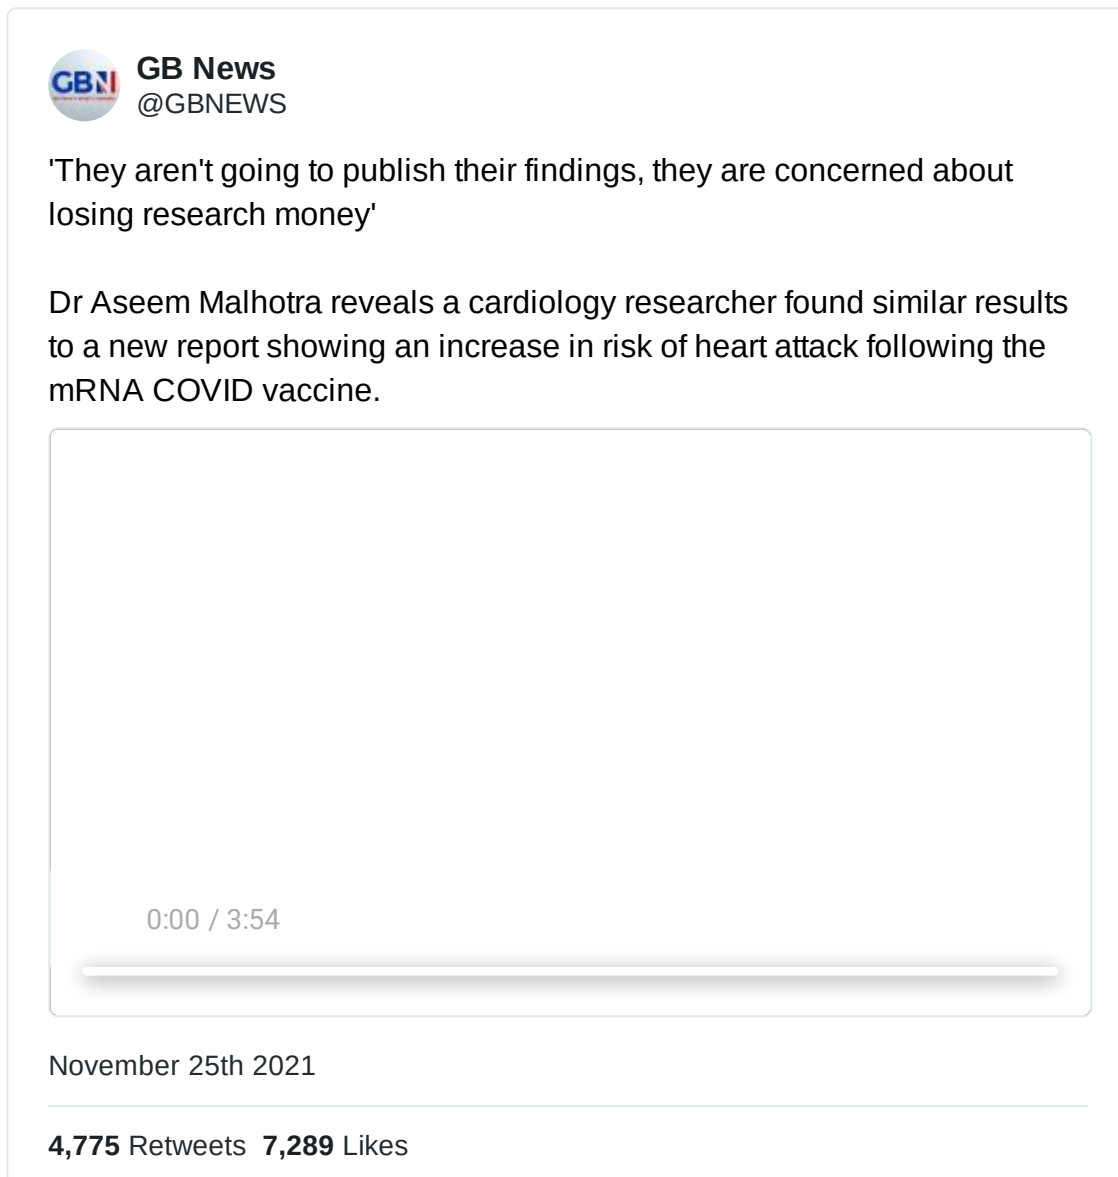 GBN
GB News
@GBNEWS
'They aren't going to publish their findings, they are concerned about
losing research money'
Dr Aseem Malhotra reveals a cardiology researcher found similar results
to a new report showing an increase in risk of heart attack following the
mRNA COVID vaccine.
0:00 / 3:54
November 25th 2021
4,775 Retweets 7,289 Likes